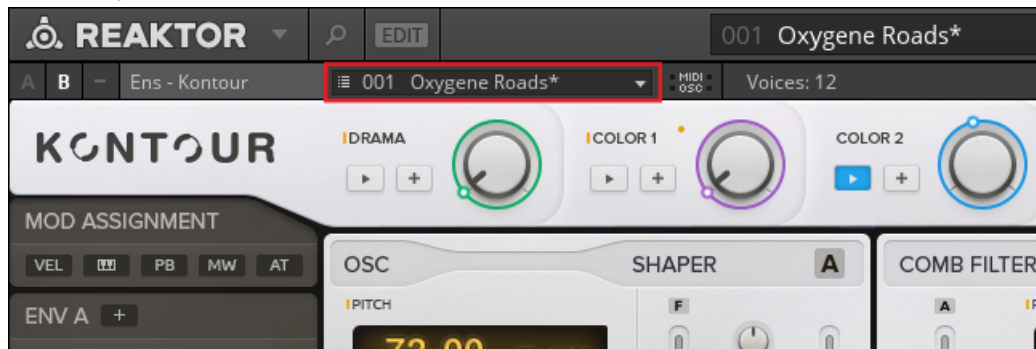 REAKTOR EDIT 001 Oxygene Roads*
A B – Ens - Kontour 001 Oxygene Roads* MIDI OSC Voices: 12
KONTOUR DRAMA COLOR 1 COLOR 2
MOD ASSIGNMENT
VEL PB MW AT OSC SHAPER A COMB FILTER
ENV A + PITCH F A